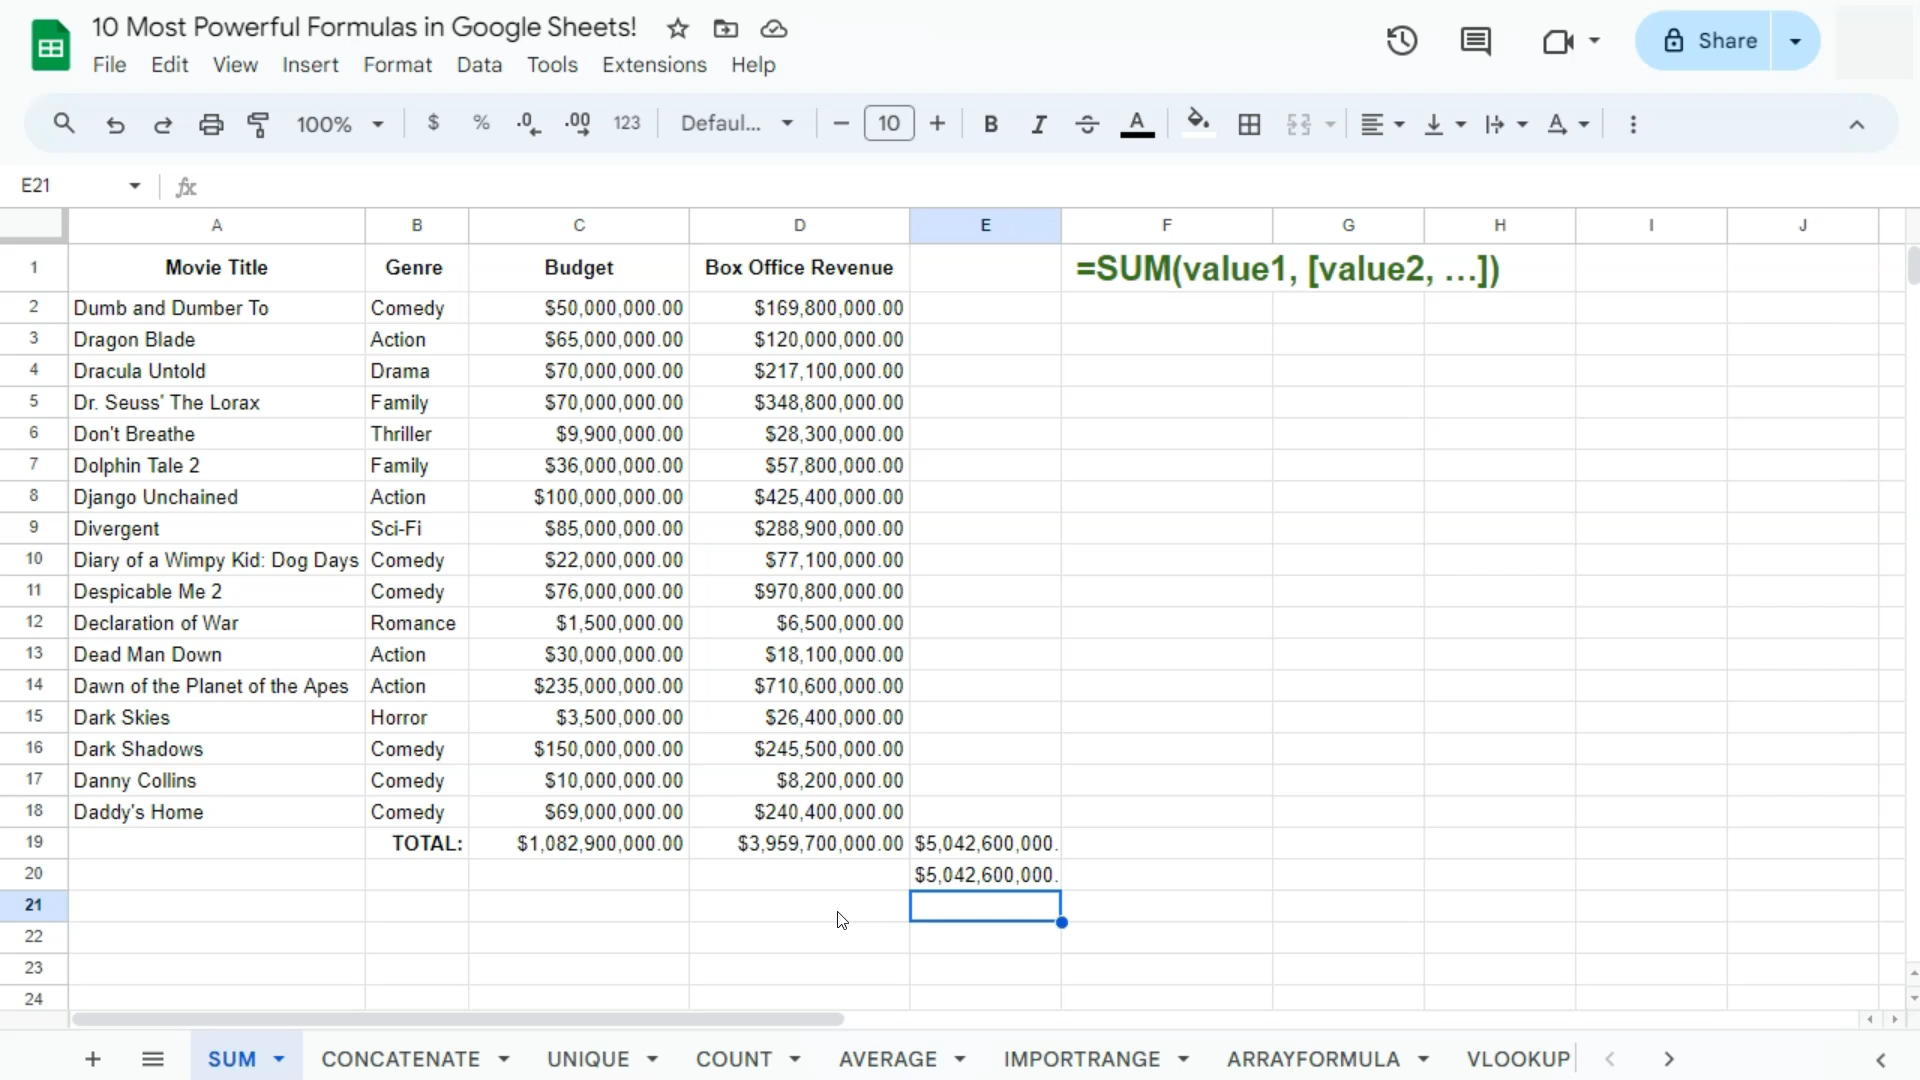 10 Most Powerful Formulas in Google Sheets!
File Edit View Insert Format Data Tools Extensions Help
Share
100% $ % .0 .00 123 Defaul... 10 B I A A
E21 fx
A B C D E F G H I J
1 Movie Title Genre Budget Box Office Revenue =SUM(value1, [value2, ...])
2 Dumb and Dumber To Comedy $50,000,000.00 $169,800,000.00
3 Dragon Blade Action $65,000,000.00 $120,000,000.00
4 Dracula Untold Drama $70,000,000.00 $217,100,000.00
5 Dr. Seuss' The Lorax Family $70,000,000.00 $348,800,000.00
6 Don't Breathe Thriller $9,900,000.00 $28,300,000.00
7 Dolphin Tale 2 Family $36,000,000.00 $57,800,000.00
8 Django Unchained Action $100,000,000.00 $425,400,000.00
9 Divergent Sci-Fi $85,000,000.00 $288,900,000.00
10 Diary of a Wimpy Kid: Dog Days Comedy $22,000,000.00 $77,100,000.00
11 Despicable Me 2 Comedy $76,000,000.00 $970,800,000.00
12 Declaration of War Romance $1,500,000.00 $6,500,000.00
13 Dead Man Down Action $30,000,000.00 $18,100,000.00
14 Dawn of the Planet of the Apes Action $235,000,000.00 $710,600,000.00
15 Dark Skies Horror $3,500,000.00 $26,400,000.00
16 Dark Shadows Comedy $150,000,000.00 $245,500,000.00
17 Danny Collins Comedy $10,000,000.00 $8,200,000.00
18 Daddy's Home Comedy $69,000,000.00 $240,400,000.00
19 TOTAL: $1,082,900,000.00 $3,959,700,000.00 $5,042,600,000.
20 $5,042,600,000.
21
22
23
24
SUM CONCATENATE UNIQUE COUNT AVERAGE IMPORTRANGE ARRAYFORMULA VLOOKUP